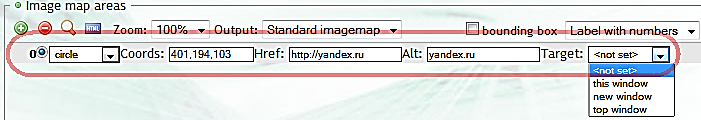 Image map areas
Zoom: 100% Output: Standard imagemap bounding box Label with numbers
0 circle Coords: 401,194,103 Href: http://yandex.ru Alt: yandex.ru Target: <not set>
<not set>
this window
new window
top window